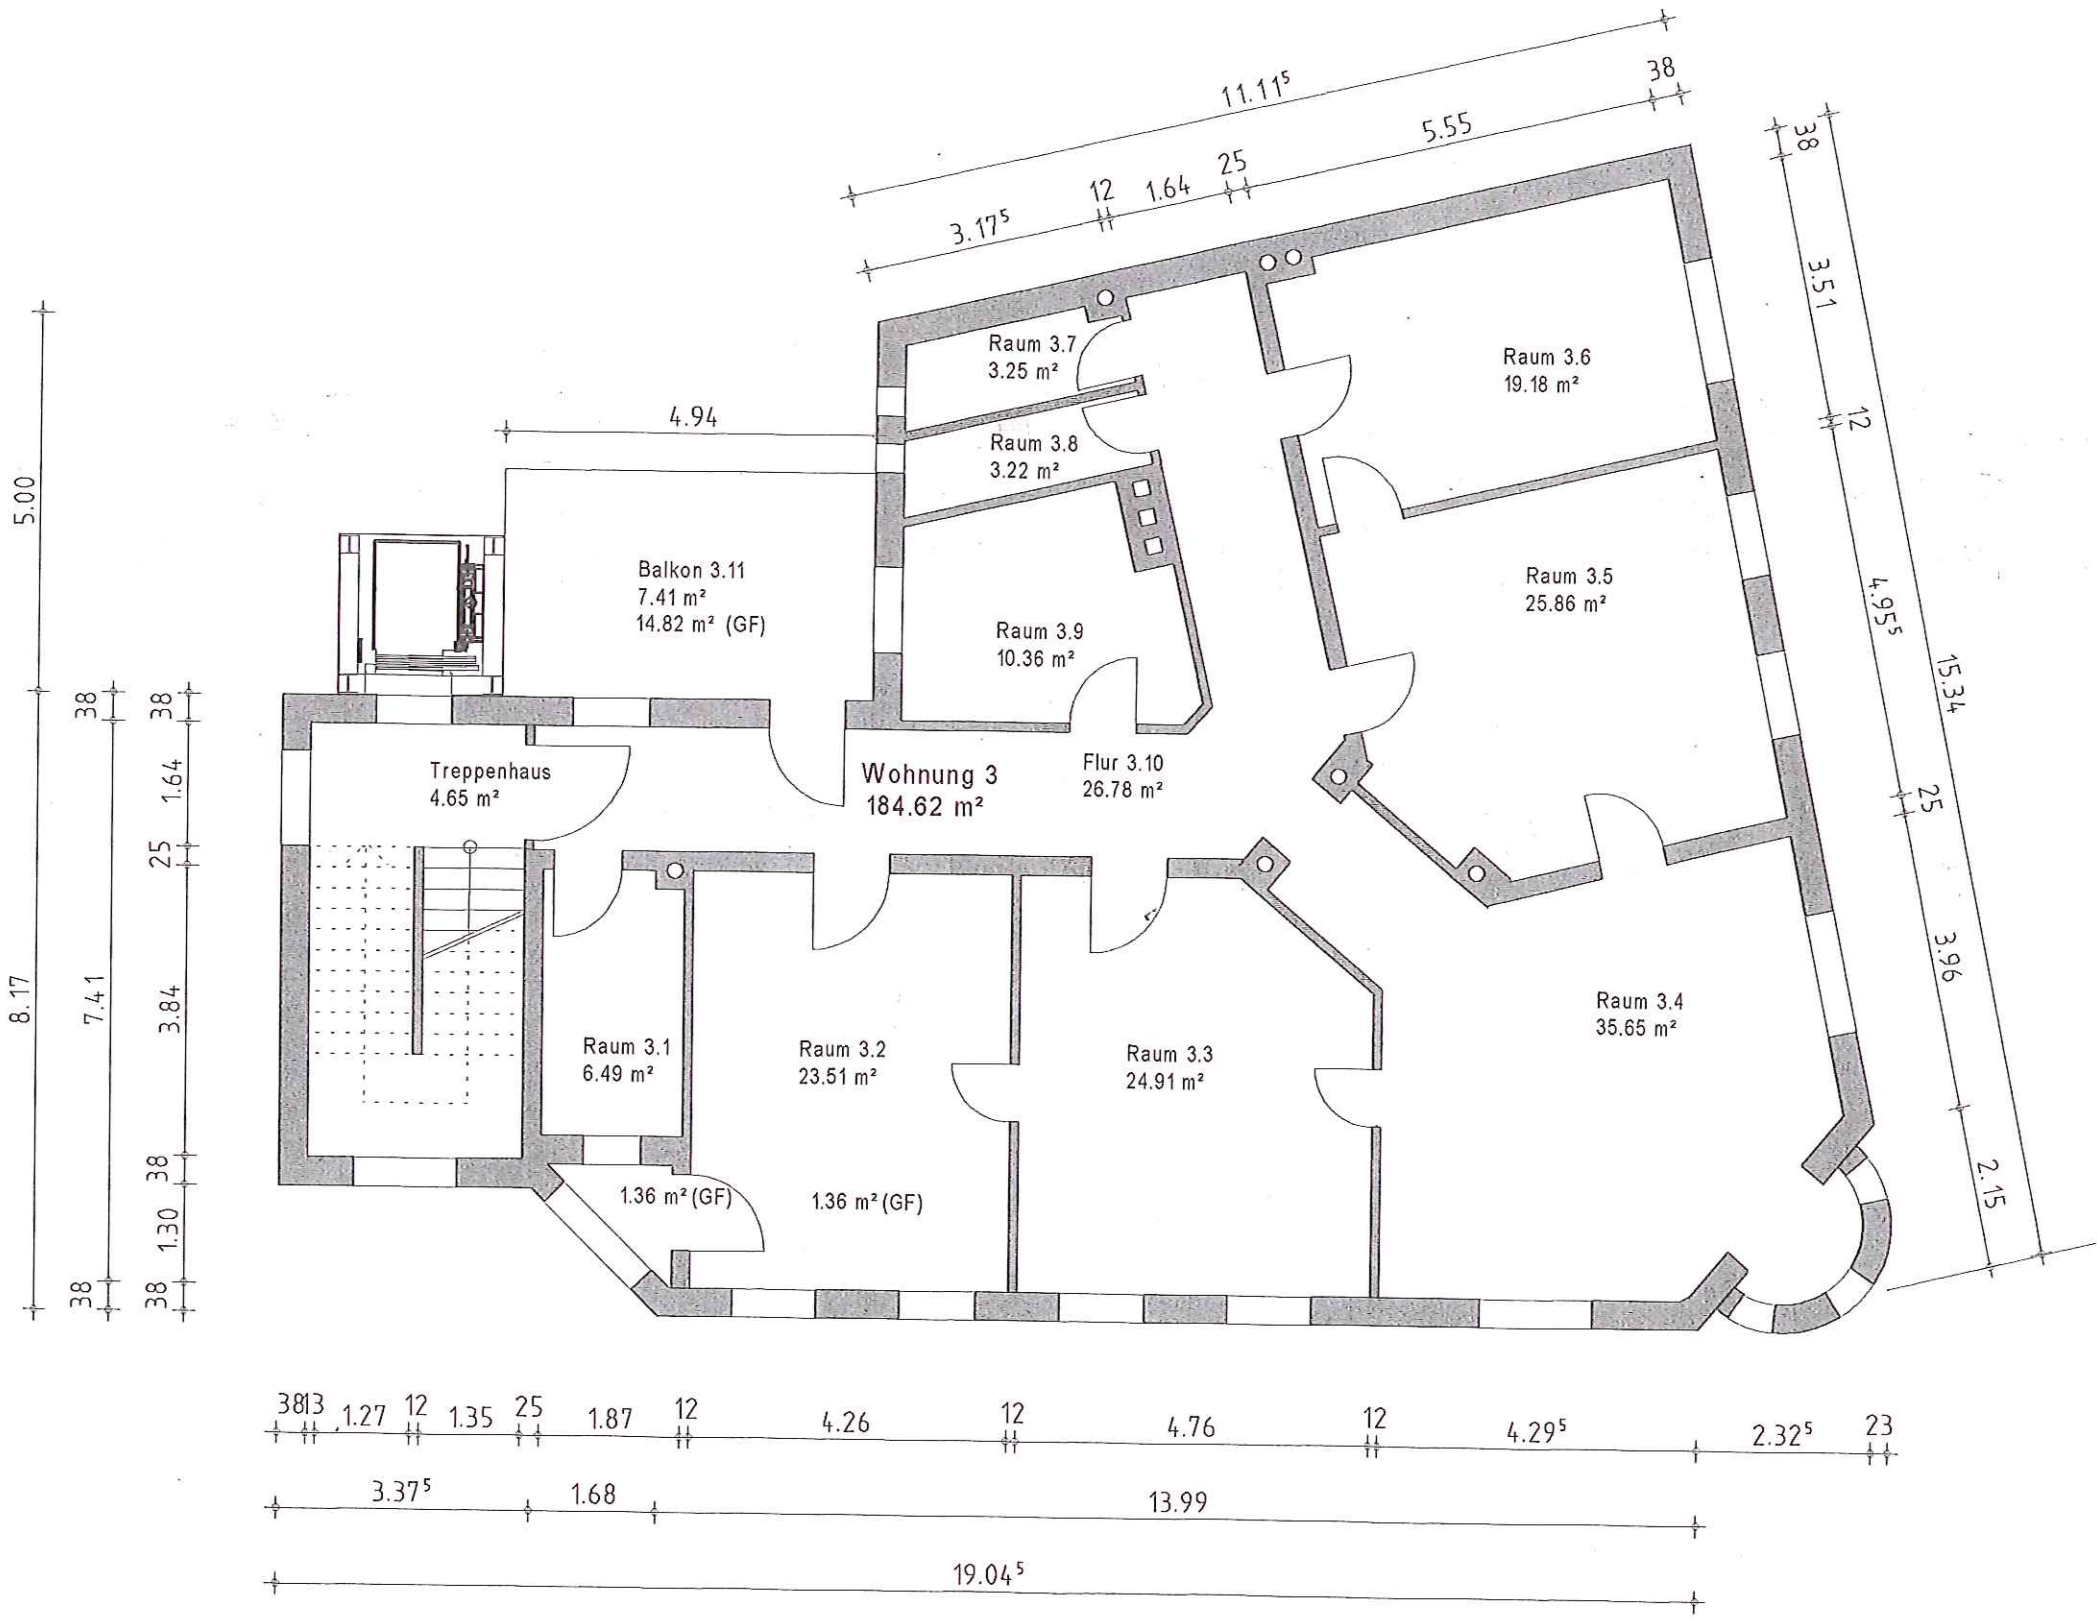 11.11⁵
38
5.55
25
1.64
12
3.17⁵
38
3.51
12
4.95⁵
15.34
25
3.96
2.15
5.00
4.94
Raum 3.7
3.25 m²
Raum 3.8
3.22 m²
Raum 3.6
19.18 m²
Balkon 3.11
7.41 m²
14.82 m² (GF)
Raum 3.9
10.36 m²
Raum 3.5
25.86 m²
38
38
Treppenhaus
4.65 m²
Wohnung 3
184.62 m²
Flur 3.10
26.78 m²
1.64
25
8.17
7.41
3.84
Raum 3.1
6.49 m²
Raum 3.2
23.51 m²
Raum 3.3
24.91 m²
Raum 3.4
35.65 m²
1.36 m² (GF)
1.36 m² (GF)
38
1.30
38
38
38
13
1.27
12
1.35
25
1.87
12
4.26
12
4.76
12
4.29⁵
2.32⁵
23
3.37⁵
1.68
13.99
19.04⁵